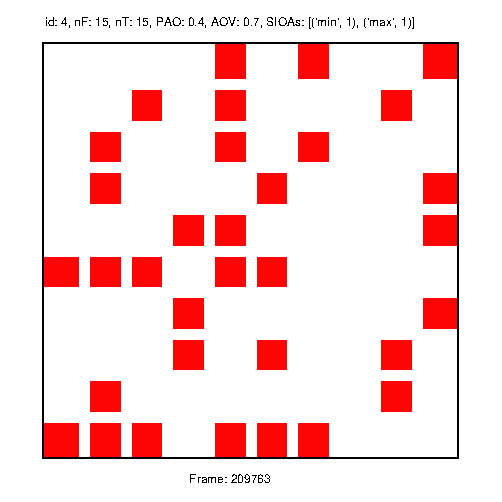 id: 4, nF: 15, nT: 15, PAO: 0.4, AOV: 0.7, SIOAs: [('min', 1), ('max', 1)]
Frame: 209763